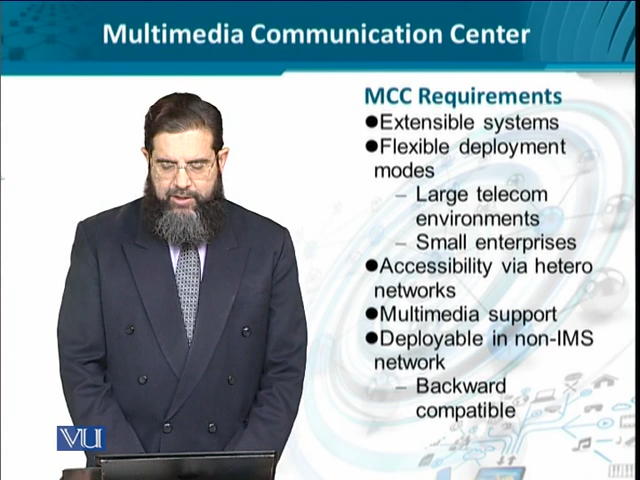 Multimedia Communication Center
MCC Requirements
●Extensible systems
●Flexible deployment
modes
– Large telecom
environments
– Small enterprises
●Accessibility via hetero
networks
●Multimedia support
●Deployable in non-IMS
network
– Backward
compatible
VU